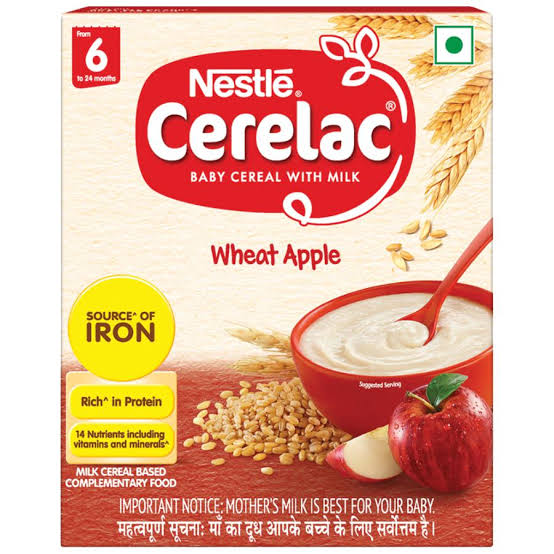 From
6
to 24 months
Nestlé®
Cerelac®
BABY CEREAL WITH MILK
Wheat Apple
SOURCE^ OF
IRON
Suggested Serving
Rich^ in Protein
14 Nutrients including
vitamins and minerals^
MILK CEREAL BASED
COMPLEMENTARY FOOD
IMPORTANT NOTICE: MOTHER'S MILK IS BEST FOR YOUR BABY.
महत्वपूर्ण सूचना: माँ का दूध आपके बच्चे के लिए सर्वोत्तम है।